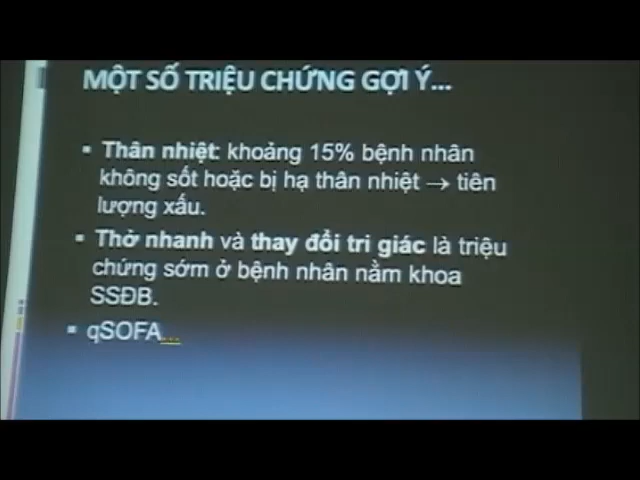 MỘT SỐ TRIỆU CHỨNG GỢI Ý...
▪ Thân nhiệt: khoảng 15% bệnh nhân
không sốt hoặc bị hạ thân nhiệt → tiên
lượng xấu.
▪ Thở nhanh và thay đổi tri giác là triệu
chứng sớm ở bệnh nhân nằm khoa
SSĐB.
▪ qSOFA...